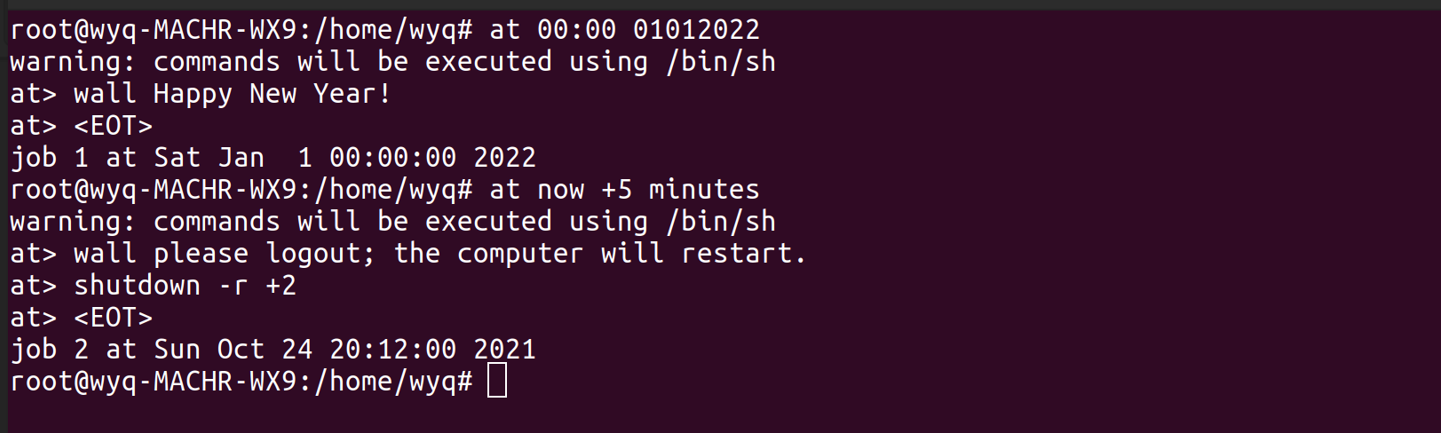 root@wyq-MACHR-WX9:/home/wyq# at 00:00 01012022
warning: commands will be executed using /bin/sh
at> wall Happy New Year!
at> <EOT>
job 1 at Sat Jan  1 00:00:00 2022
root@wyq-MACHR-WX9:/home/wyq# at now +5 minutes
warning: commands will be executed using /bin/sh
at> wall please logout; the computer will restart.
at> shutdown -r +2
at> <EOT>
job 2 at Sun Oct 24 20:12:00 2021
root@wyq-MACHR-WX9:/home/wyq#